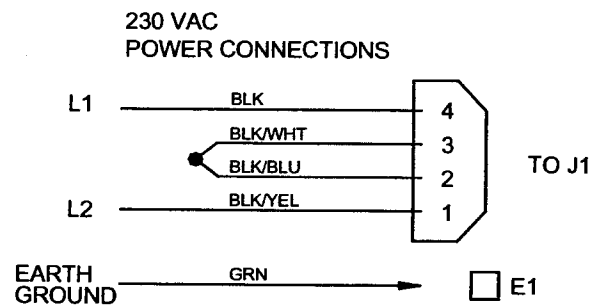 230 VAC
POWER CONNECTIONS
L1 BLK 4
BLK/WHT 3
BLK/BLU 2
TO J1
L2 BLK/YEL 1
EARTH
GROUND GRN E1